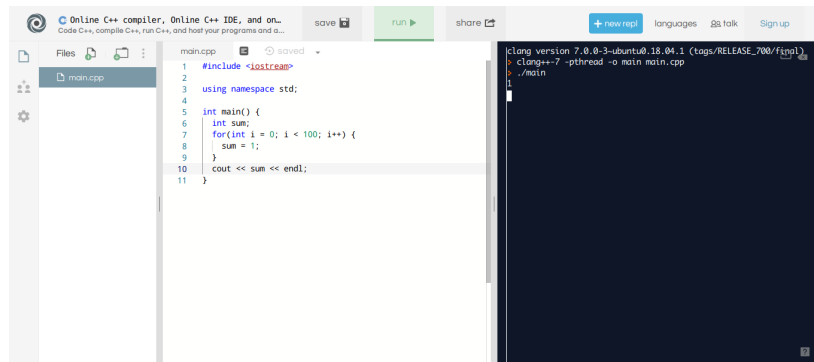 C Online C++ compiler, Online C++ IDE, and on...
Code C++, compile C++, run C++, and host your programs and a...
save
run
share
+ new repl
languages
talk
Sign up
Files
main.cpp
main.cpp
saved
1 #include <iostream>
2
3 using namespace std;
4
5 int main() {
6 int sum;
7 for(int i = 0; i < 100; i++) {
8 sum = 1;
9 }
10 cout << sum << endl;
11 }
clang version 7.0.0-3~ubuntu0.18.04.1 (tags/RELEASE_700/final)
> clang++-7 -pthread -o main main.cpp
> ./main
1
?